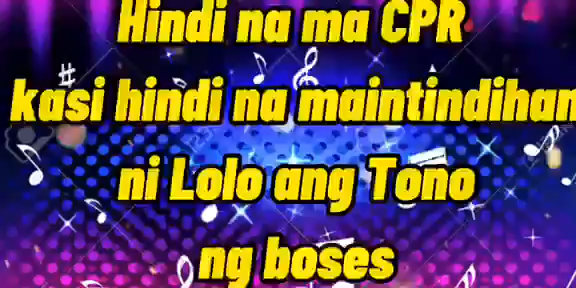 Hindi na ma CPR
kasi hindi na maintindihan
ni Lolo ang Tono
ng boses